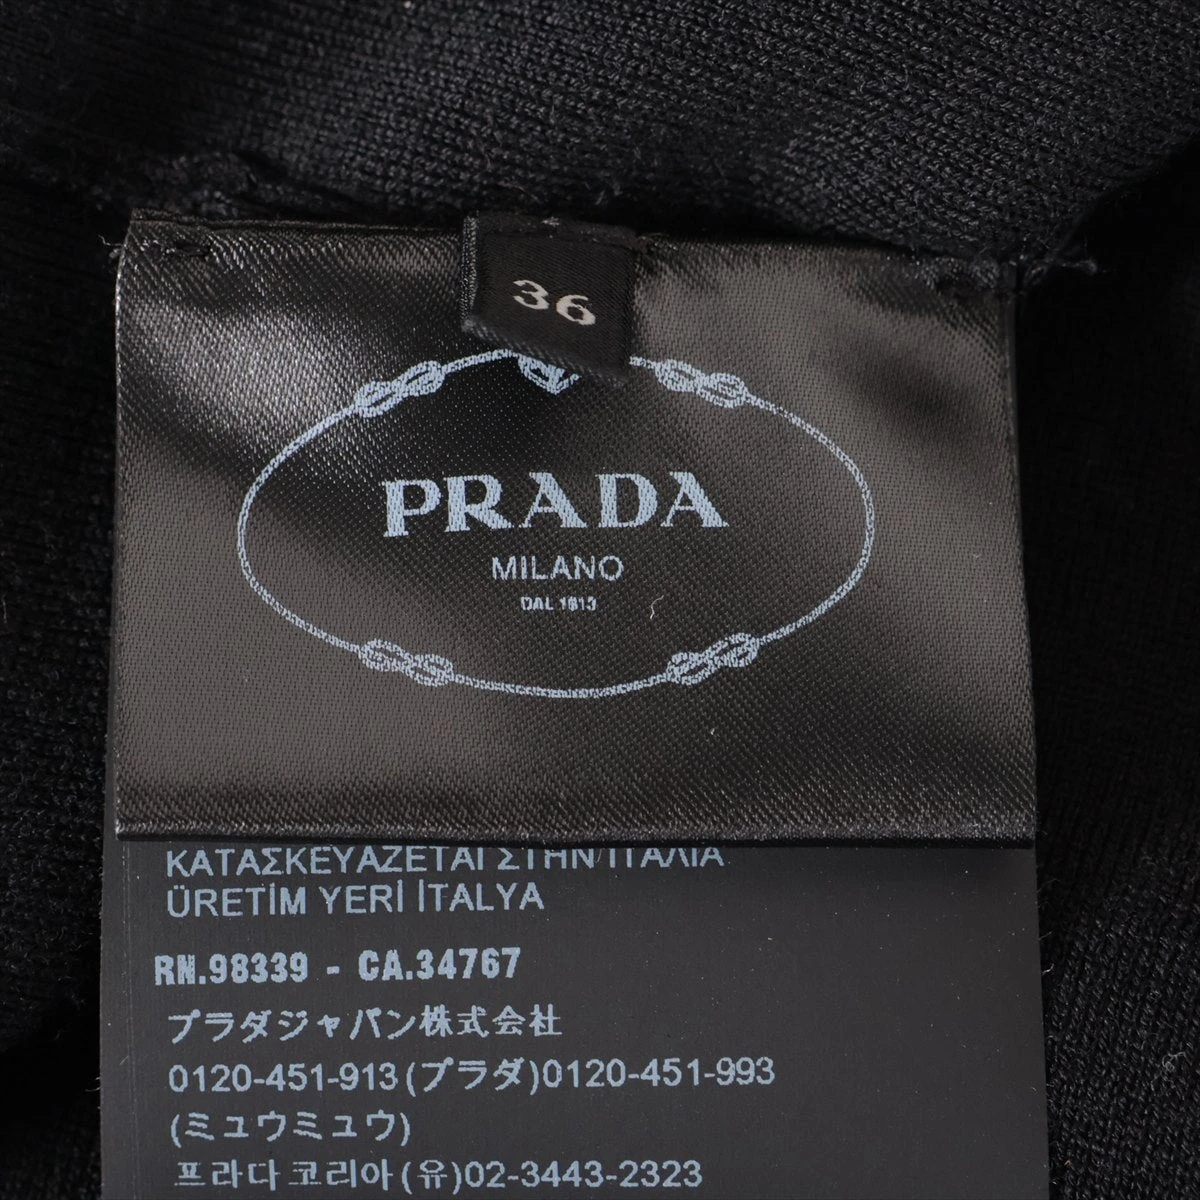 36
PRADA
MILANO
DAL 1913
ΚΑΤΑΣΚΕΥΑΖΕΤΑΙ ΣΤΗΝ ΙΤΑΛΙΑ
ÜRETİM YERİ İTALYA
RN.98339 - CA.34767
プラダジャパン株式会社
0120-451-913(プラダ)0120-451-993
(ミュウミュウ)
프라다 코리아(유)02-3443-2323